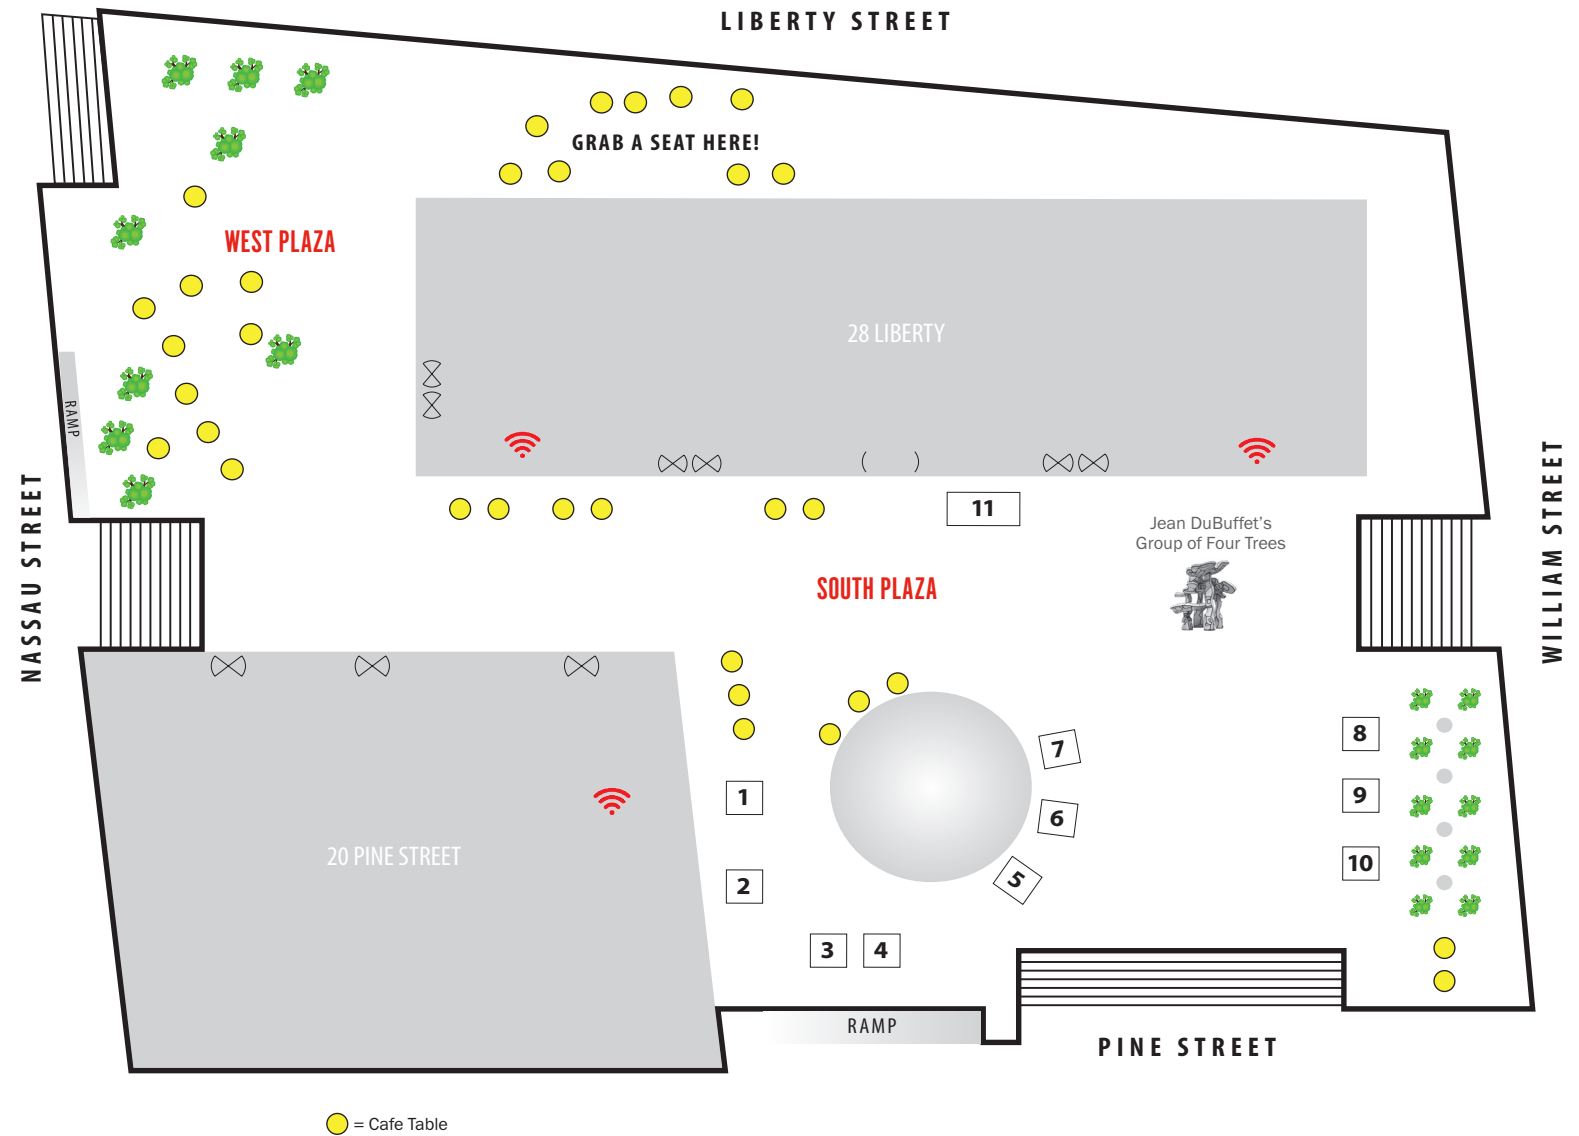 LIBERTY STREET
GRAB A SEAT HERE!
WEST PLAZA
28 LIBERTY
RAMP
NASSAU STREET
WILLIAM STREET
11
Jean DuBuffet's
Group of Four Trees
SOUTH PLAZA
7
8
1
9
6
20 PINE STREET
10
2
5
3
4
RAMP
PINE STREET
= Cafe Table